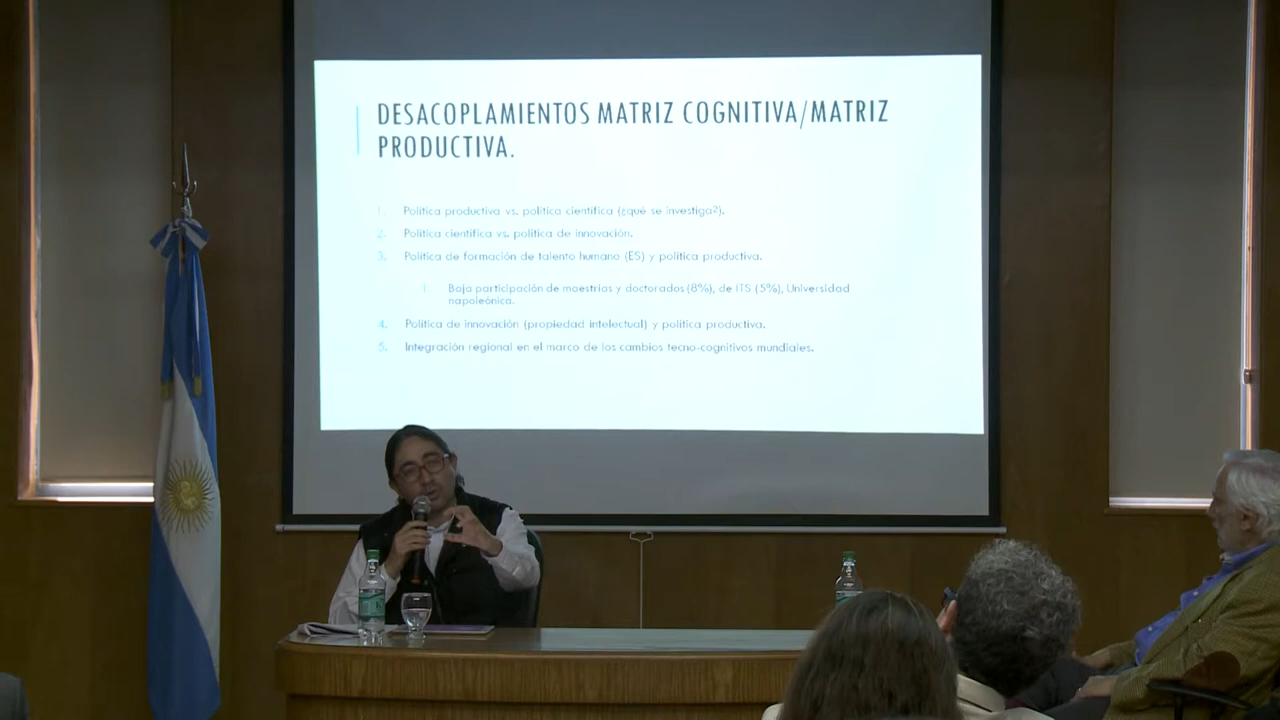 DESACOPLAMIENTOS MATRIZ COGNITIVA/MATRIZ
PRODUCTIVA.
1. Política productiva vs. política científica (¿qué se investiga?).
2. Política científica vs. política de innovación.
3. Política de formación de talento humano (ES) y política productiva.
1. Baja participación de maestrías y doctorados (8%), de ITS (5%), Universidad
napoleónica.
4. Política de innovación (propiedad intelectual) y política productiva.
5. Integración regional en el marco de los cambios tecno-cognitivos mundiales.